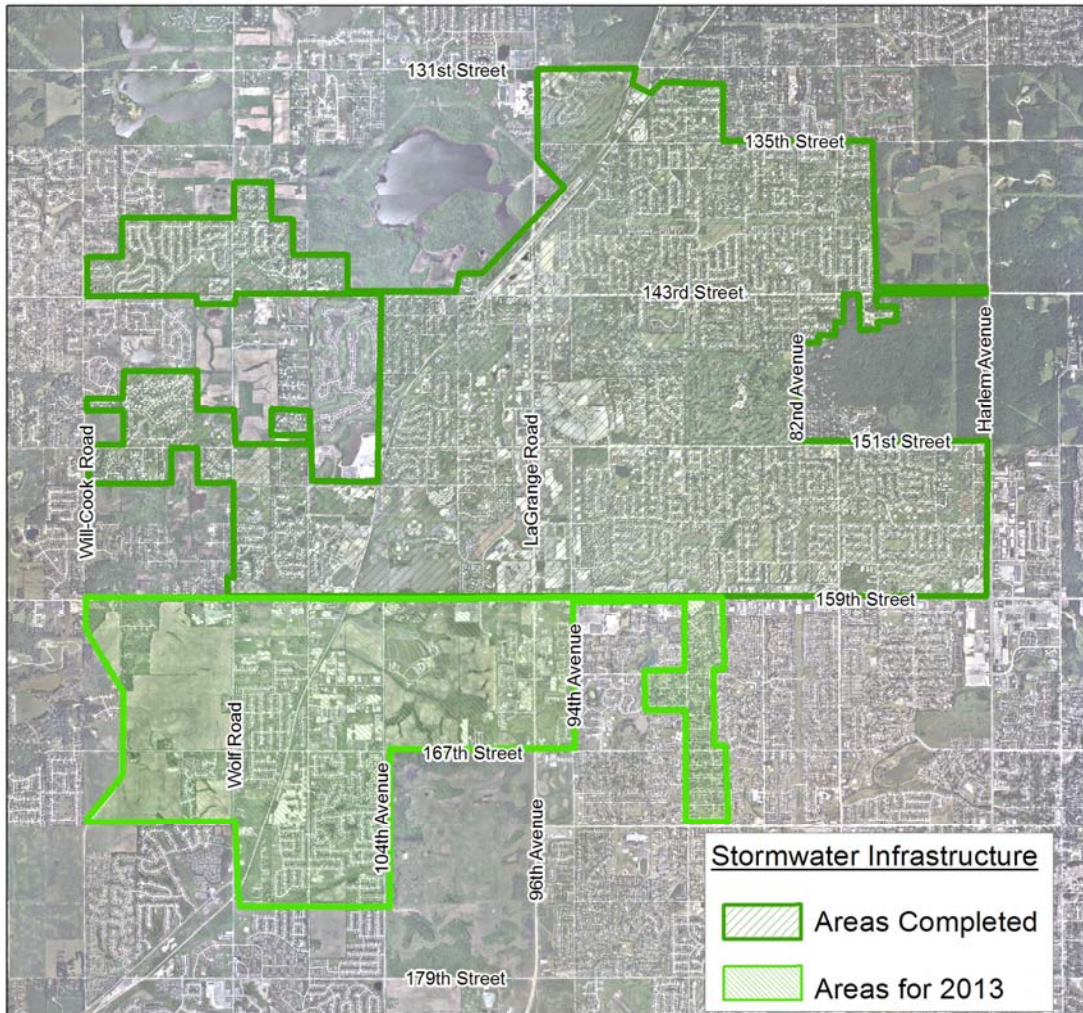 131st Street
135th Street
143rd Street
82nd Avenue
Harlem Avenue
151st Street
Will-Cook Road
LaGrange Road
159th Street
94th Avenue
Wolf Road
167th Street
104th Avenue
96th Avenue
179th Street
Stormwater Infrastructure
Areas Completed
Areas for 2013